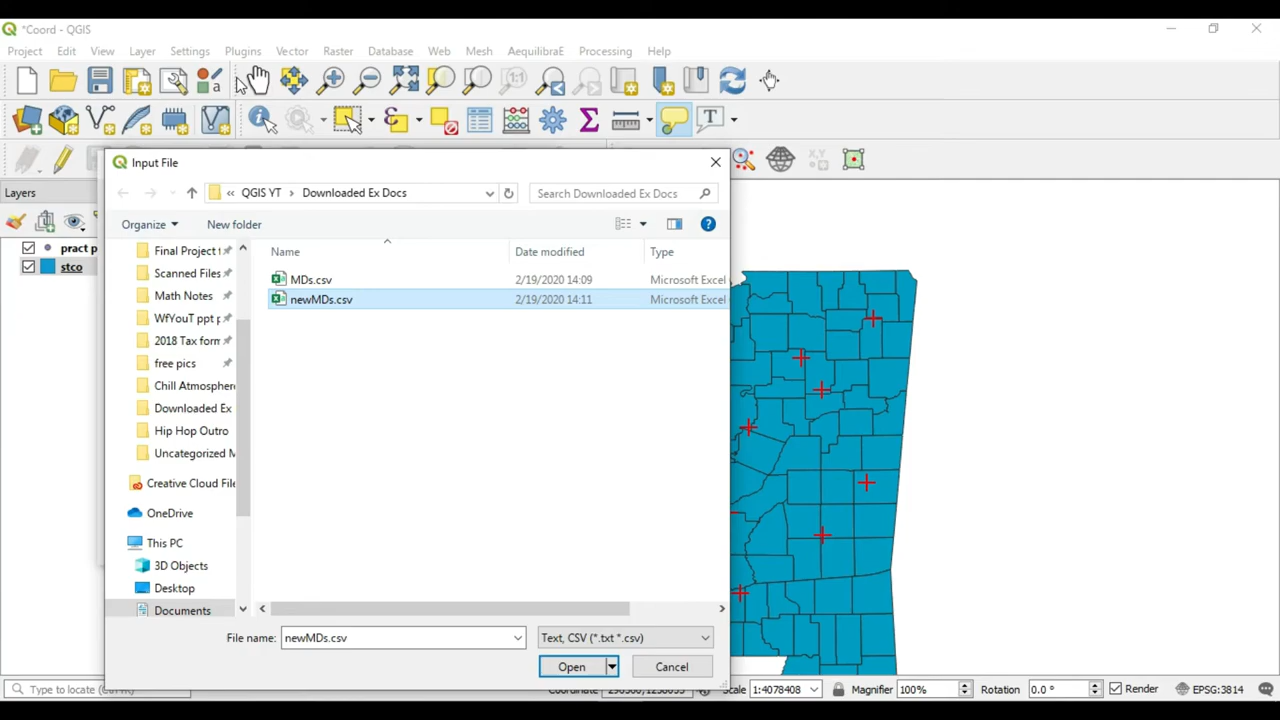 *Coord - QGIS
Project Edit View Layer Settings Plugins Vector Raster Database Web Mesh AequilibraE Processing Help
Input File
Layers
« QGIS YT › Downloaded Ex Docs
Search Downloaded Ex Docs
Organize New folder
Name Date modified Type
pract p
stco
Final Project f
Scanned Files
Math Notes
WfYouT ppt p
2018 Tax form
free pics
Chill Atmospher
Downloaded Ex
Hip Hop Outro
Uncategorized M
Creative Cloud File
OneDrive
This PC
3D Objects
Desktop
Documents
MDs.csv 2/19/2020 14:09 Microsoft Excel
newMDs.csv 2/19/2020 14:11 Microsoft Excel
File name: newMDs.csv Text, CSV (*.txt *.csv)
Open Cancel
Type to locate (Ctrl+K) Coordinate Scale 1:4078408 Magnifier 100% Rotation 0.0 ° Render EPSG:3814